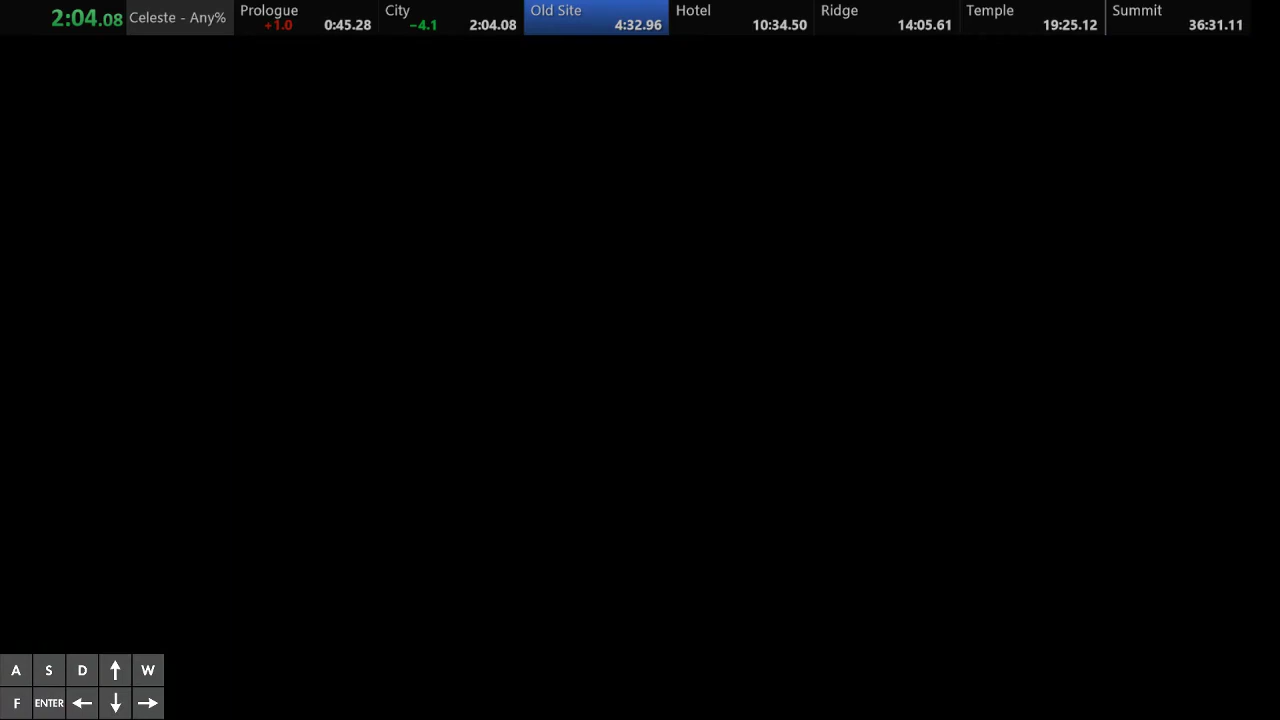 2:04.08 Celeste - Any% Prologue +1.0 0:45.28 City −4.1 2:04.08 Old Site 4:32.96 Hotel 10:34.50 Ridge 14:05.61 Temple 19:25.12 Summit 36:31.11
A S D ↑ W
F ENTER ← ↓ →